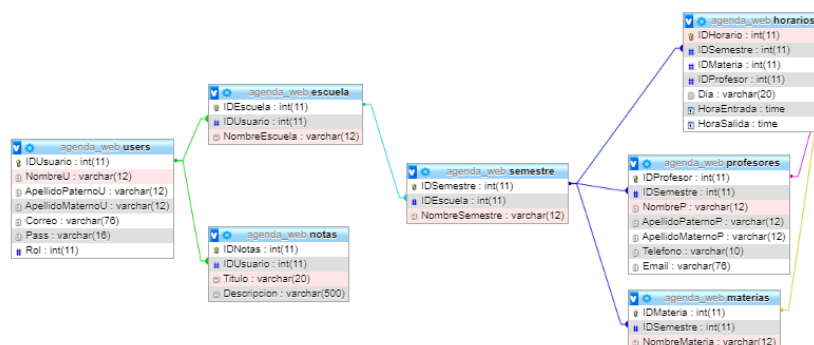 agenda_web users
IDUsuario : int(11)
NombreU : varchar(12)
ApellidoPaternoU : varchar(12)
ApellidoMaternoU : varchar(12)
Correo : varchar(76)
Pass : varchar(16)
Rol : int(11)
agenda_web escuela
IDEscuela : int(11)
IDUsuario : int(11)
NombreEscuela : varchar(12)
agenda_web notas
IDNotas : int(11)
IDUsuario : int(11)
Titulo : varchar(20)
Descripcion : varchar(500)
agenda_web semestre
IDSemestre : int(11)
IDEscuela : int(11)
NombreSemestre : varchar(12)
agenda_web horarios
IDHorario : int(11)
IDSemestre : int(11)
IDMateria : int(11)
IDProfesor : int(11)
Dia : varchar(20)
HoraEntrada : time
HoraSalida : time
agenda_web profesores
IDProfesor : int(11)
IDSemestre : int(11)
NombreP : varchar(12)
ApellidoPaternoP : varchar(12)
ApellidoMaternoP : varchar(12)
Telefono : varchar(10)
Email : varchar(76)
agenda_web materias
IDMateria : int(11)
IDSemestre : int(11)
NombreMateria : varchar(12)